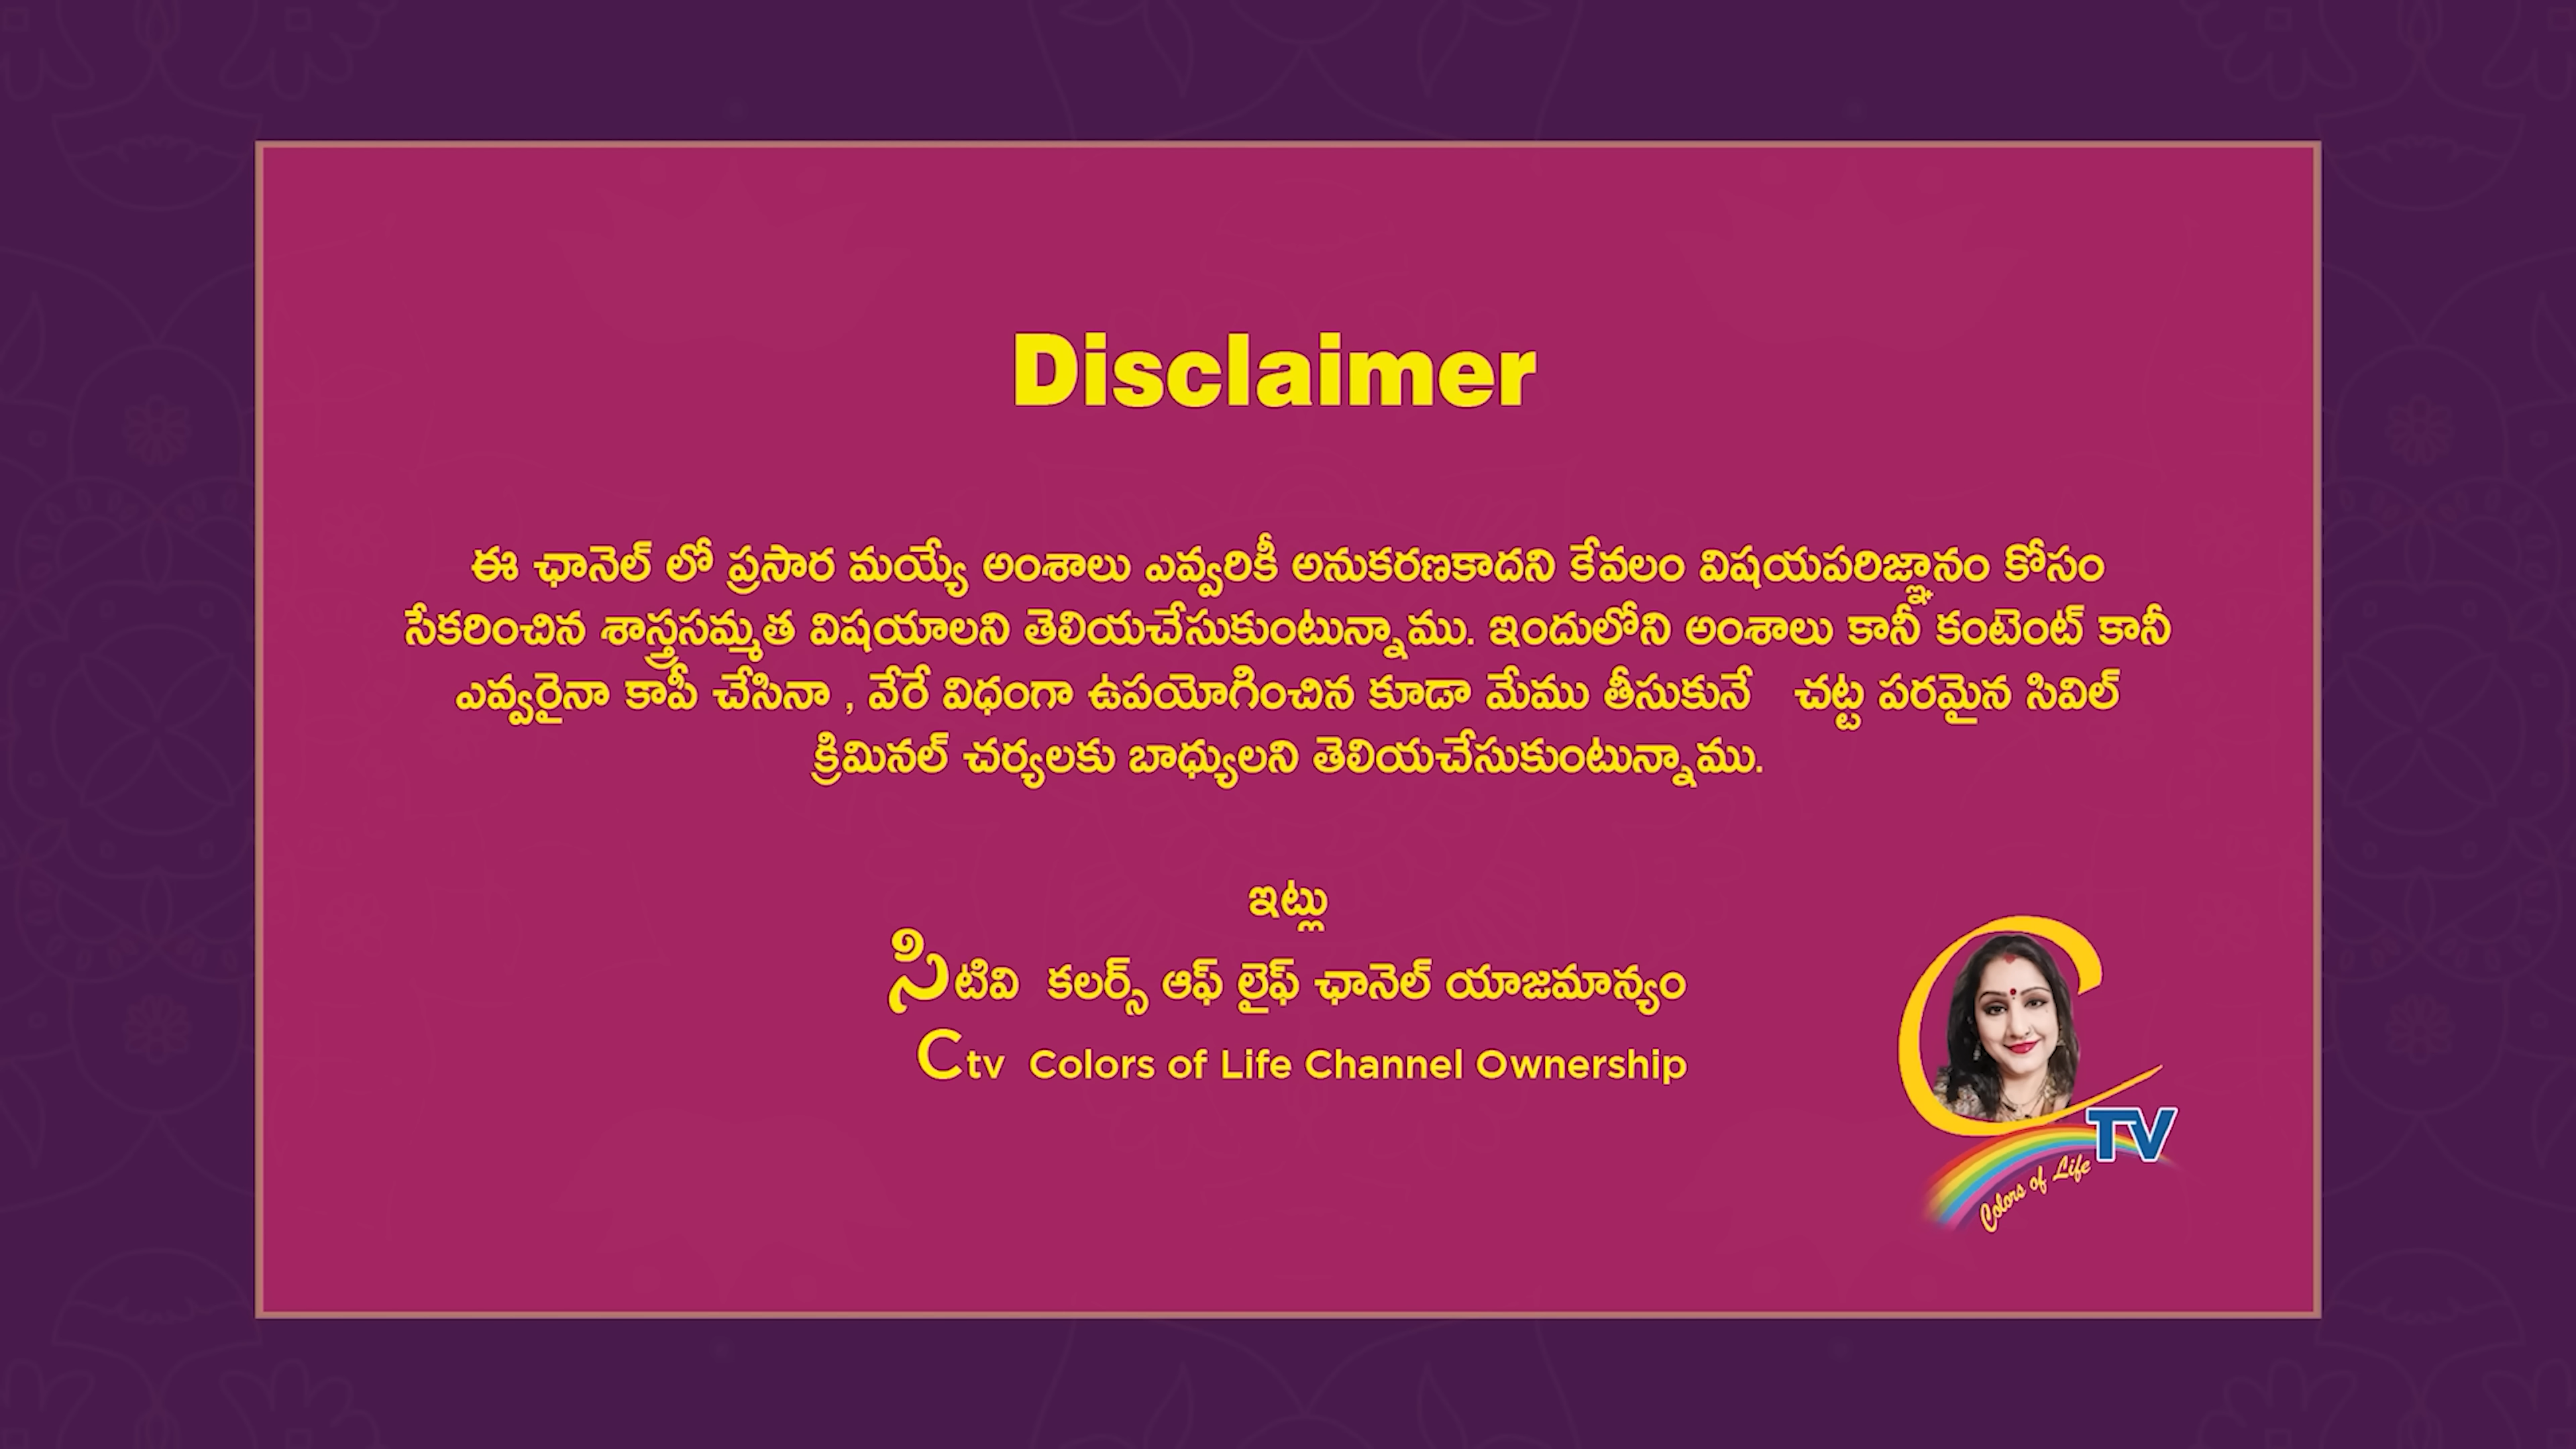 Disclaimer
ఈ ఛానెల్ లో ప్రసార మయ్యే అంశాలు ఎవ్వరికీ అనుకరణకాదని కేవలం విషయపరిజ్ఞానం కోసం
సేకరించిన శాస్త్రసమ్మత విషయాలని తెలియచేసుకుంటున్నాము. ఇందులోని అంశాలు కానీ కంటెంట్ కానీ
ఎవ్వరైనా కాపీ చేసినా , వేరే విధంగా ఉపయోగించిన కూడా మేము తీసుకునే చట్ట పరమైన సివిల్
క్రిమినల్ చర్యలకు బాధ్యులని తెలియచేసుకుంటున్నాము.
ఇట్లు
సిటివి కలర్స్ ఆఫ్ లైఫ్ ఛానెల్ యాజమాన్యం
Ctv Colors of Life Channel Ownership
C TV
Colors of Life